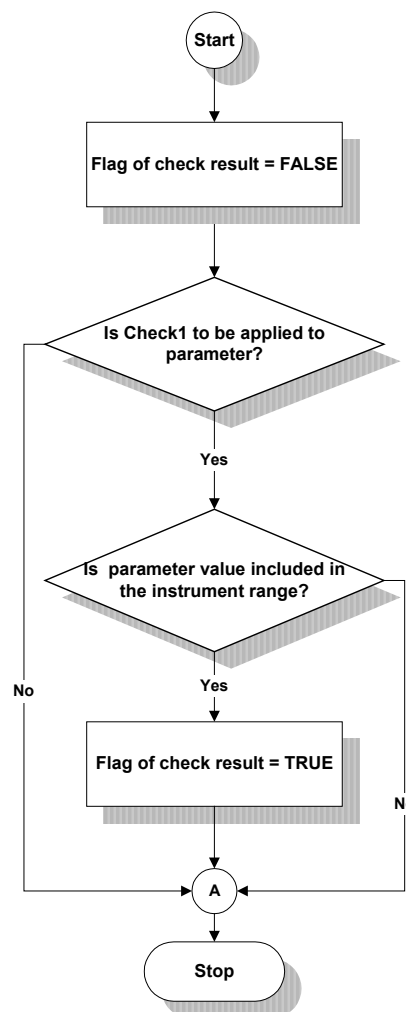 Start
Flag of check result = FALSE
Is Check1 to be applied to
parameter?
Yes
Is parameter value included in
the instrument range?
No
Yes
Flag of check result = TRUE
N
A
Stop